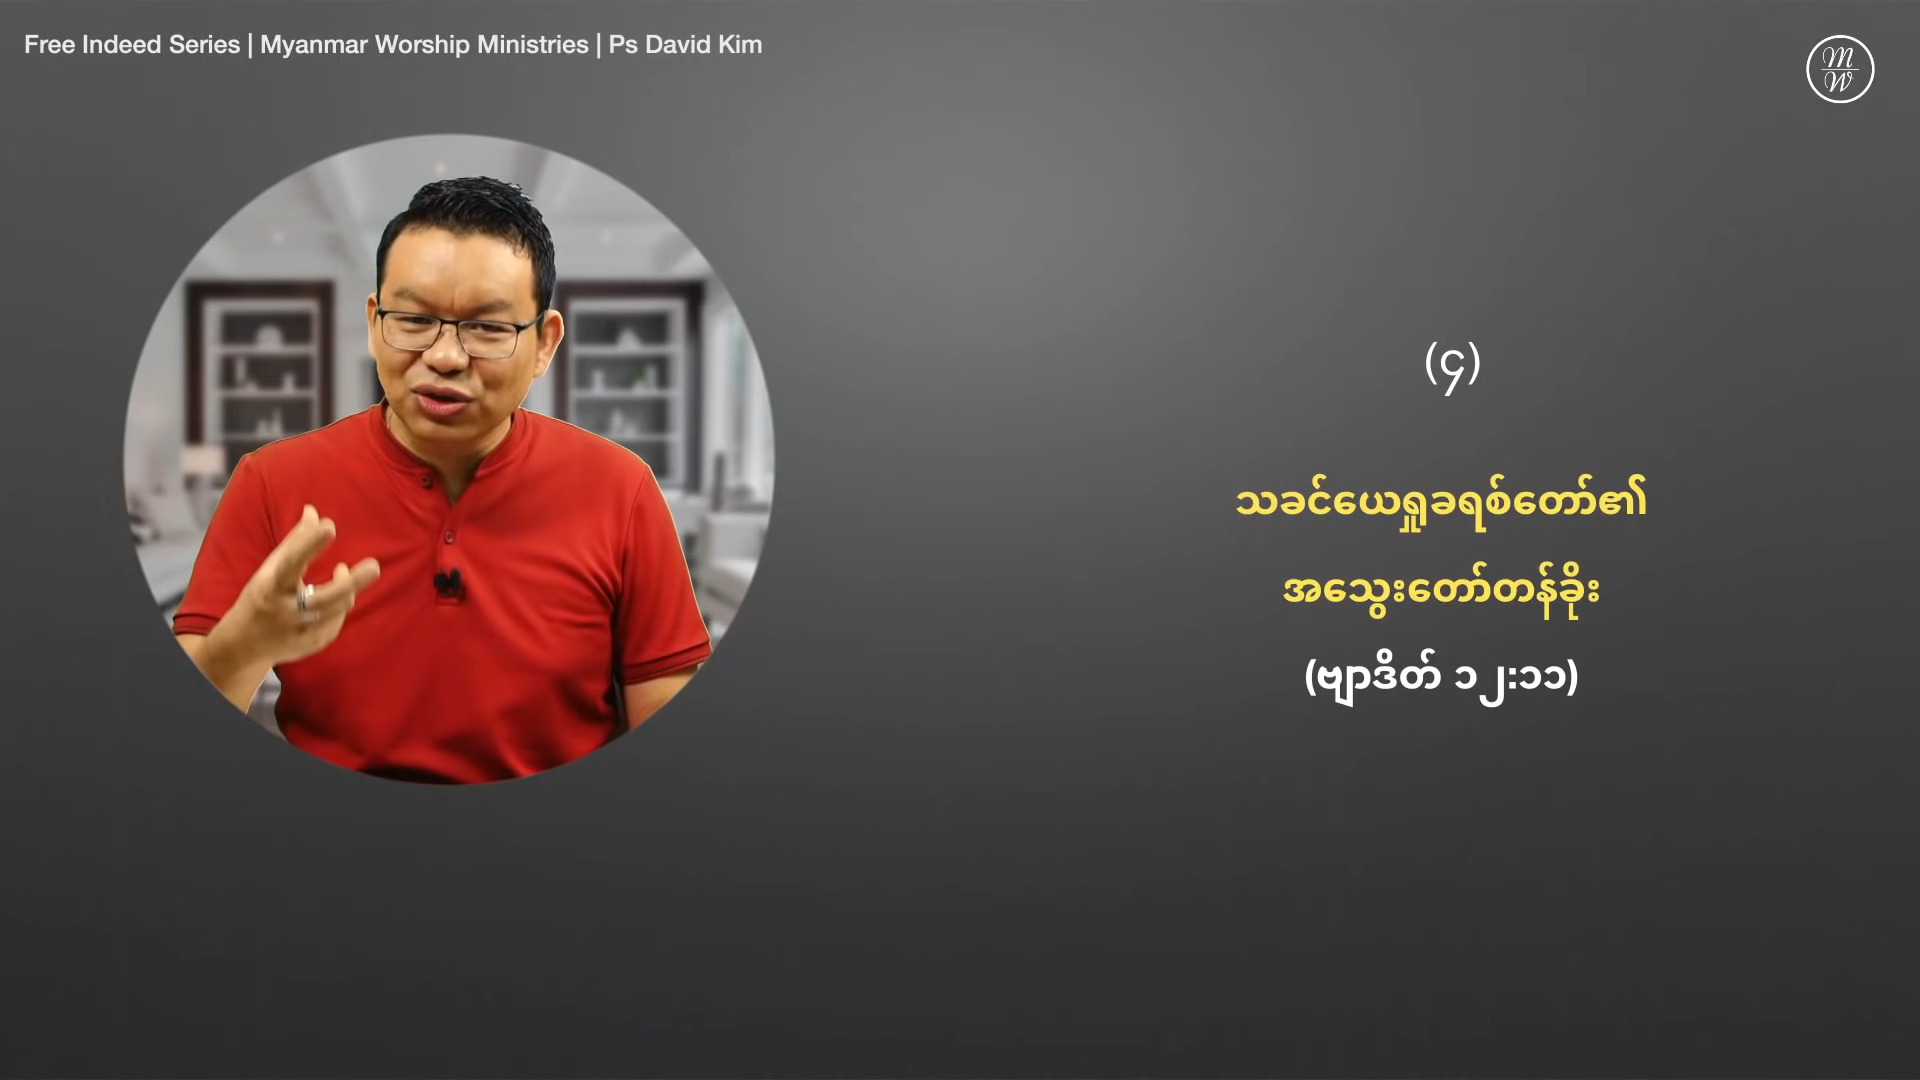 Free Indeed Series | Myanmar Worship Ministries | Ps David Kim
M
W
(၄)
သခင်ယေရှုခရစ်တော်၏
အသွေးတော်တန်ခိုး
(ဗျာဒိတ် ၁၂:၁၁)